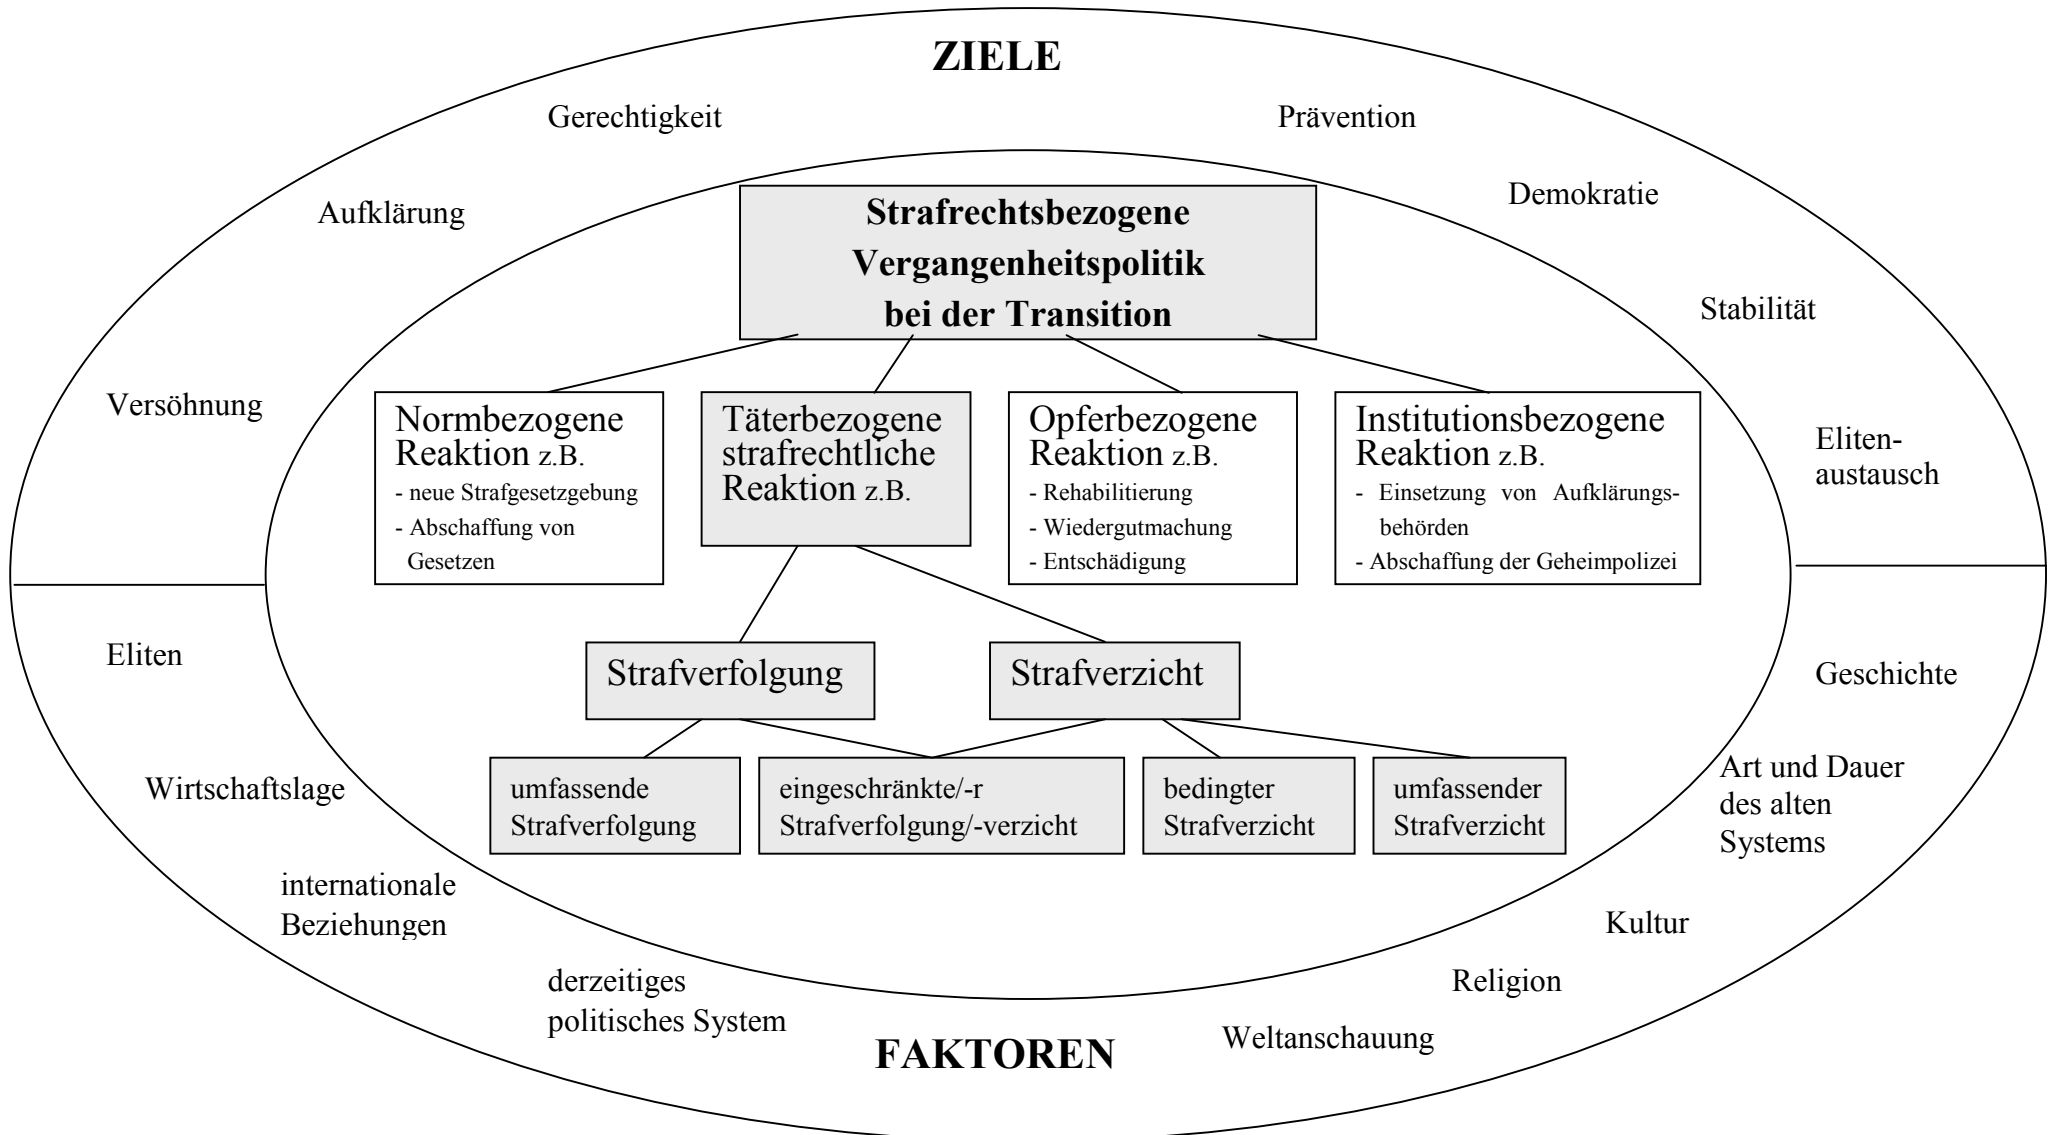 ZIELE
Gerechtigkeit
Prävention
Aufklärung
Demokratie
Versöhnung
Stabilität
Eliten-
austausch
Strafrechtsbezogene
Vergangenheitspolitik
bei der Transition
Normbezogene
Reaktion z.B.
- neue Strafgesetzgebung
- Abschaffung von
Gesetzen
Täterbezogene
strafrechtliche
Reaktion z.B.
Opferbezogene
Reaktion z.B.
- Rehabilitierung
- Wiedergutmachung
- Entschädigung
Institutionsbezogene
Reaktion z.B.
- Einsetzung von Aufklärungs-
behörden
- Abschaffung der Geheimpolizei
Strafverfolgung
Strafverzicht
umfassende
Strafverfolgung
eingeschränkte/-r
Strafverfolgung/-verzicht
bedingter
Strafverzicht
umfassender
Strafverzicht
Eliten
Geschichte
Wirtschaftslage
Art und Dauer
des alten
Systems
internationale
Beziehungen
Kultur
derzeitiges
politisches System
Religion
Weltanschauung
FAKTOREN